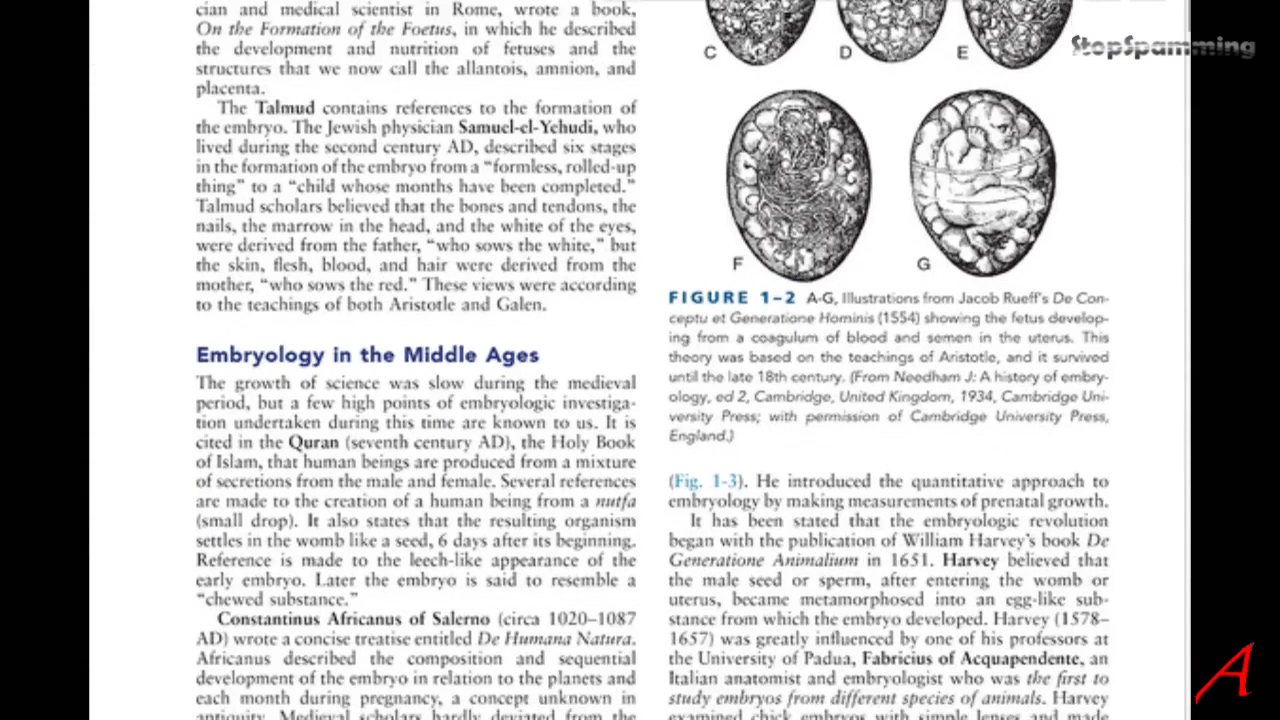 cian and medical scientist in Rome, wrote a book,
On the Formation of the Foetus, in which he described
the development and nutrition of fetuses and the
structures that we now call the allantois, amnion, and
placenta.
The Talmud contains references to the formation of
the embryo. The Jewish physician Samuel-el-Yehudi, who
lived during the second century AD, described six stages
in the formation of the embryo from a “formless, rolled-up
thing” to a “child whose months have been completed.”
Talmud scholars believed that the bones and tendons, the
nails, the marrow in the head, and the white of the eyes,
were derived from the father, “who sows the white,” but
the skin, flesh, blood, and hair were derived from the
mother, “who sows the red.” These views were according
to the teachings of both Aristotle and Galen.
Embryology in the Middle Ages
The growth of science was slow during the medieval
period, but a few high points of embryologic investiga-
tion undertaken during this time are known to us. It is
cited in the Quran (seventh century AD), the Holy Book
of Islam, that human beings are produced from a mixture
of secretions from the male and female. Several references
are made to the creation of a human being from a nutfa
(small drop). It also states that the resulting organism
settles in the womb like a seed, 6 days after its beginning.
Reference is made to the leech-like appearance of the
early embryo. Later the embryo is said to resemble a
“chewed substance.”
Constantinus Africanus of Salerno (circa 1020–1087
AD) wrote a concise treatise entitled De Humana Natura.
Africanus described the composition and sequential
development of the embryo in relation to the planets and
each month during pregnancy, a concept unknown in
antiquity. Medieval scholars hardly deviated from the
C D E
StopSpamming
F G
FIGURE 1–2 A-G, Illustrations from Jacob Rueff's De Con-
ceptu et Generatione Hominis (1554) showing the fetus develop-
ing from a coagulum of blood and semen in the uterus. This
theory was based on the teachings of Aristotle, and it survived
until the late 18th century. (From Needham J: A history of embry-
ology, ed 2, Cambridge, United Kingdom, 1934, Cambridge Uni-
versity Press; with permission of Cambridge University Press,
England.)
(Fig. 1-3). He introduced the quantitative approach to
embryology by making measurements of prenatal growth.
It has been stated that the embryologic revolution
began with the publication of William Harvey's book De
Generatione Animalium in 1651. Harvey believed that
the male seed or sperm, after entering the womb or
uterus, became metamorphosed into an egg-like sub-
stance from which the embryo developed. Harvey (1578–
1657) was greatly influenced by one of his professors at
the University of Padua, Fabricius of Acquapendente, an
Italian anatomist and embryologist who was the first to
study embryos from different species of animals. Harvey
examined chick embryos with simple lenses and made
A